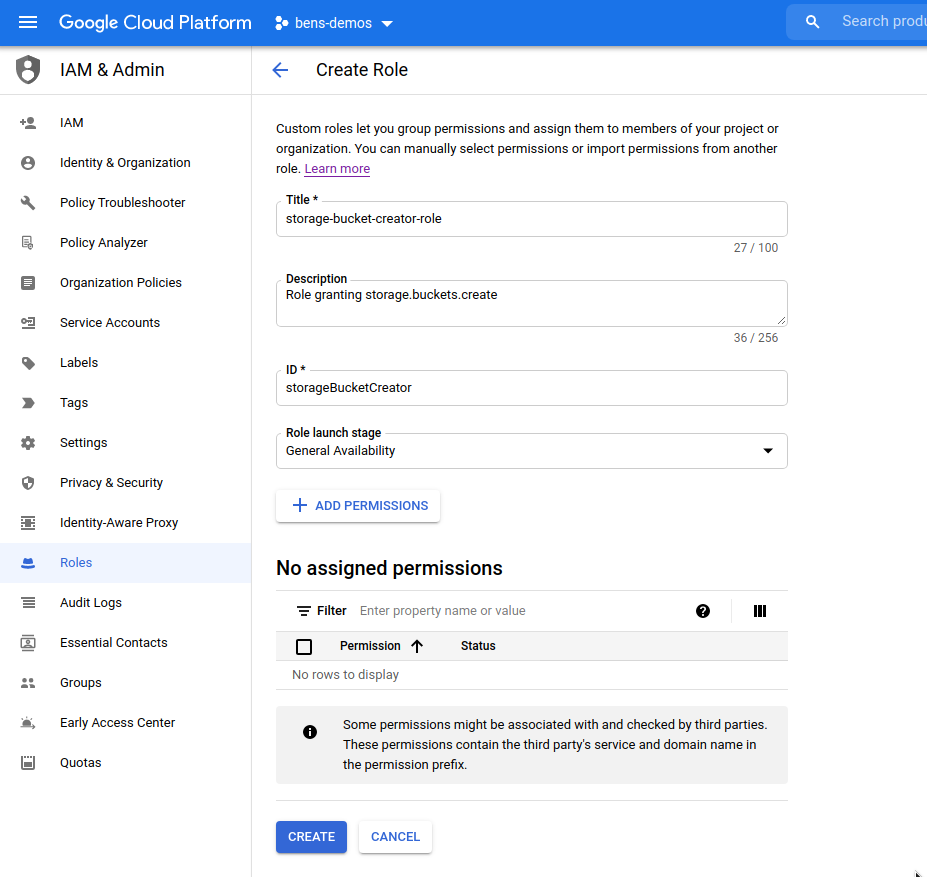 Google Cloud Platform
bens-demos
Search produ
IAM & Admin
Create Role
IAM
Identity & Organization
Policy Troubleshooter
Policy Analyzer
Organization Policies
Service Accounts
Labels
Tags
Settings
Privacy & Security
Identity-Aware Proxy
Roles
Audit Logs
Essential Contacts
Groups
Early Access Center
Quotas
Custom roles let you group permissions and assign them to members of your project or
organization. You can manually select permissions or import permissions from another
role. Learn more
Title *
storage-bucket-creator-role
27 / 100
Description
Role granting storage.buckets.create
36 / 256
ID *
storageBucketCreator
Role launch stage
General Availability
ADD PERMISSIONS
No assigned permissions
Filter Enter property name or value
Permission Status
No rows to display
Some permissions might be associated with and checked by third parties.
These permissions contain the third party's service and domain name in
the permission prefix.
CREATE CANCEL